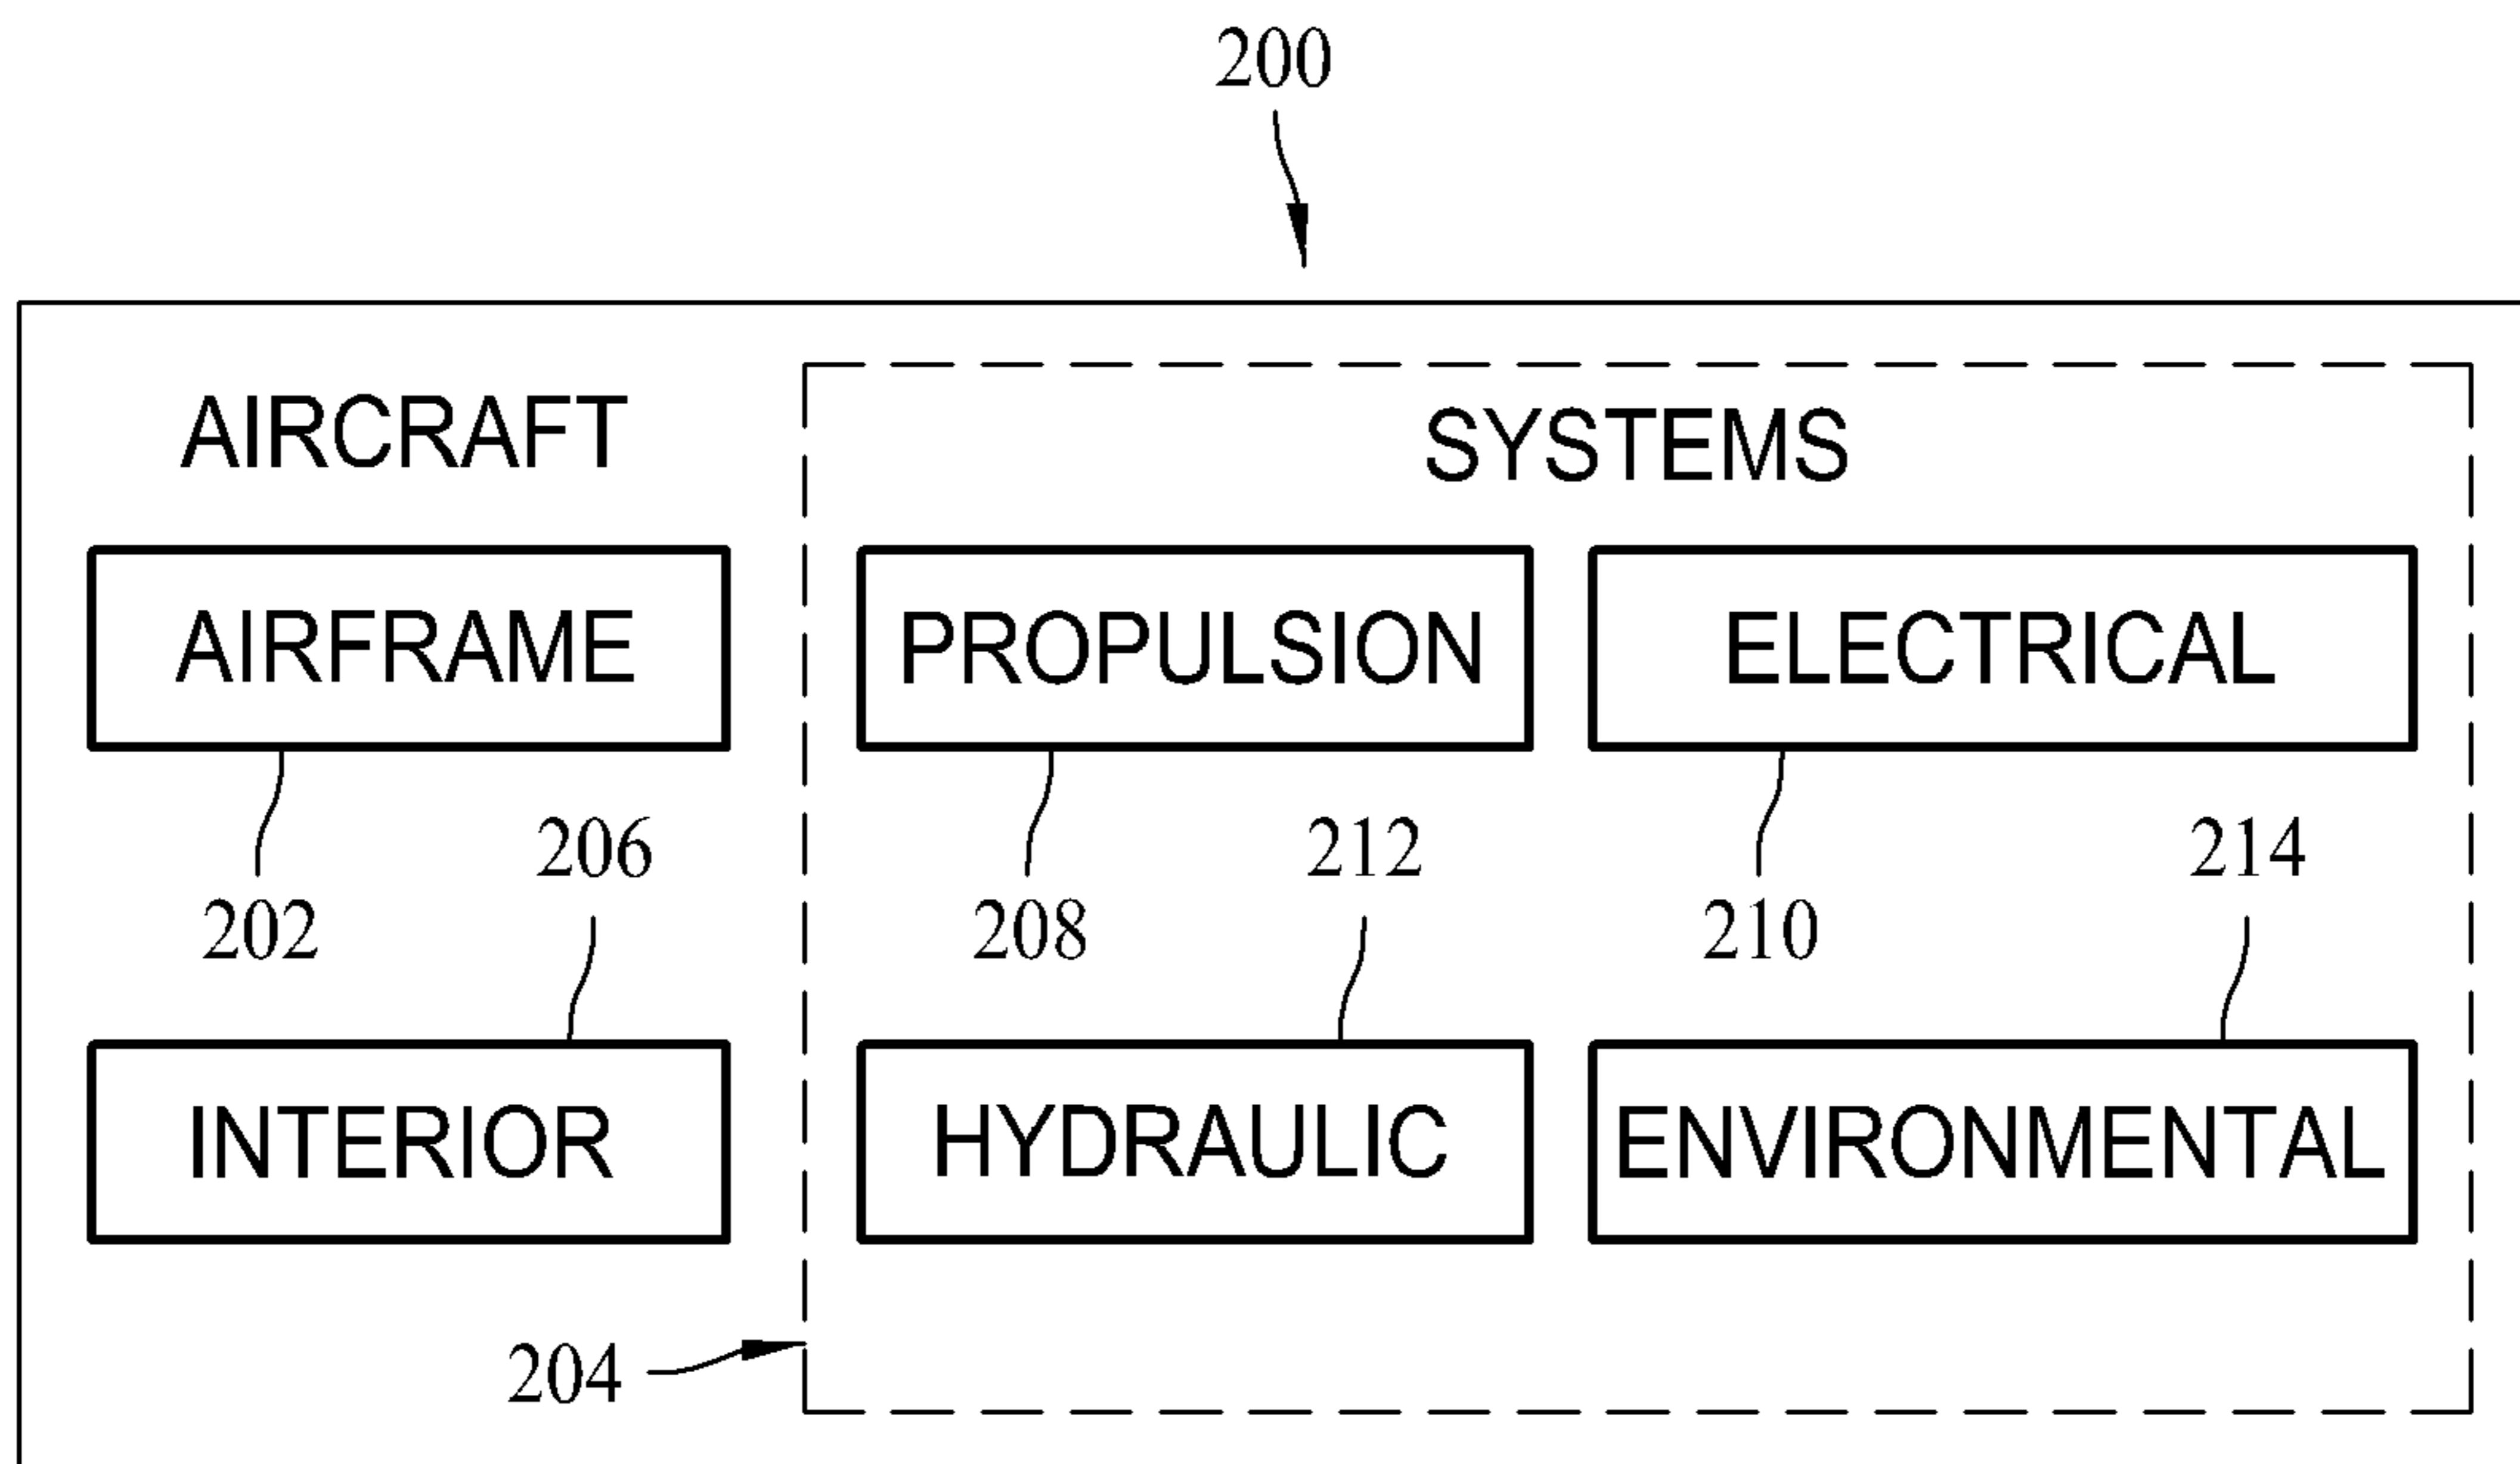 200
AIRCRAFT
SYSTEMS
AIRFRAME
PROPULSION
ELECTRICAL
206
212
214
202
208
210
INTERIOR
HYDRAULIC
ENVIRONMENTAL
204